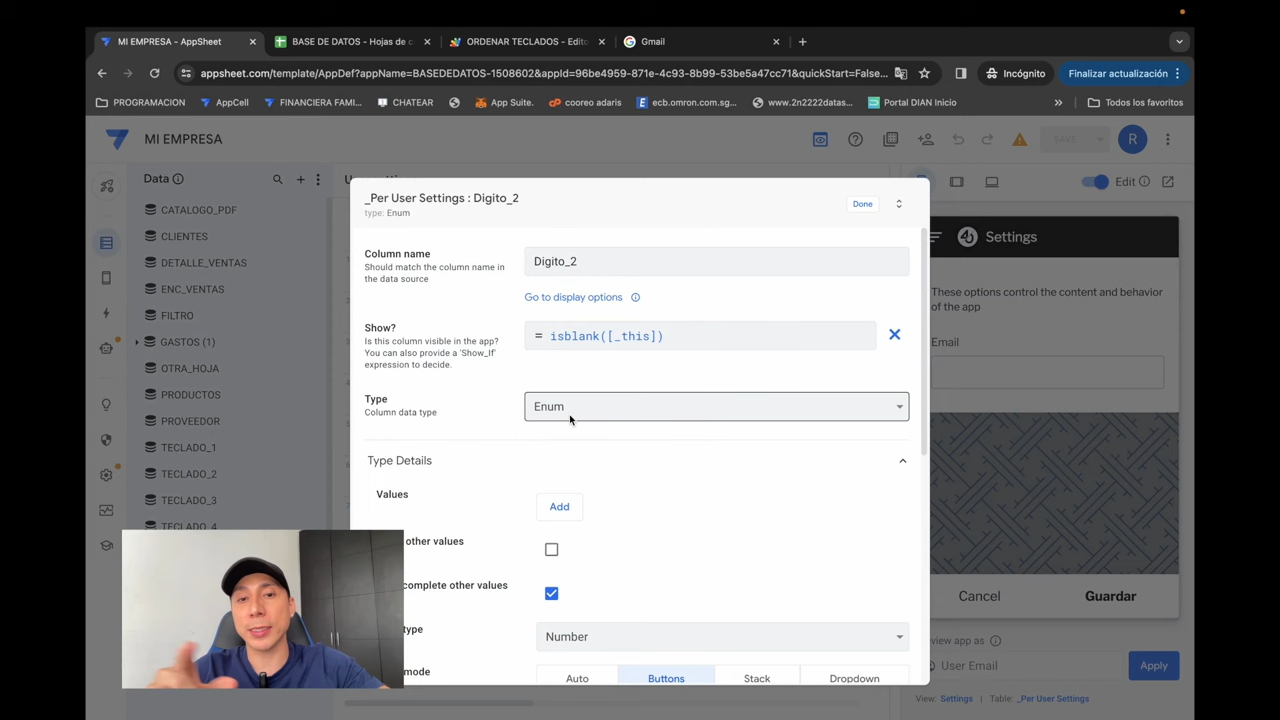 MI EMPRESA - AppSheet
BASE DE DATOS - Hojas de c
ORDENAR TECLADOS - Edito
Gmail
appsheet.com/template/AppDef?appName=BASEDEDATOS-1508602&appId=96be4959-871e-4c93-8b99-53be5a47cc71&quickStart=False...
Incógnito
Finalizar actualización
PROGRAMACION
AppCell
FINANCIERA FAMI...
CHATEAR
App Suite.
cooreo adaris
ecb.omron.com.sg...
www.2n2222datas...
Portal DIAN Inicio
»
Todos los favoritos
MI EMPRESA
SAVE
R
Data
CATALOGO_PDF
CLIENTES
DETALLE_VENTAS
ENC_VENTAS
FILTRO
GASTOS (1)
OTRA_HOJA
PRODUCTOS
PROVEEDOR
TECLADO_1
TECLADO_2
TECLADO_3
TECLADO_4
_Per User Settings : Digito_2
type: Enum
Done
Column name
Should match the column name in
the data source
Digito_2
Go to display options
Show?
Is this column visible in the app?
You can also provide a 'Show_If'
expression to decide.
= isblank([_this])
Type
Column data type
Enum
Type Details
Values
Add
other values
complete other values
type
Number
mode
Auto
Buttons
Stack
Dropdown
Edit
Settings
These options control the content and behavior
of the app
Email
Cancel
Guardar
view app as
User Email
Apply
View: Settings
Table: _Per User Settings